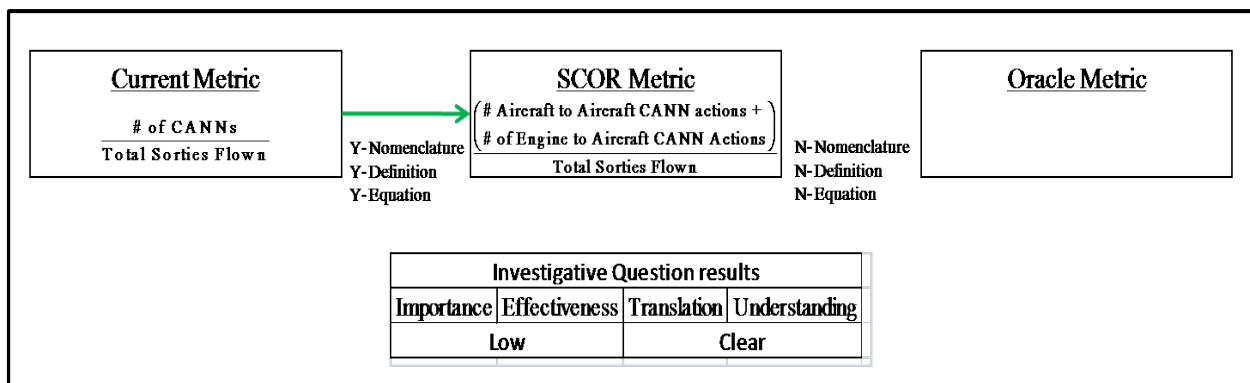 Current Metric
# of CANNs
Total Sorties Flown
Y-Nomenclature
Y-Definition
Y-Equation
SCOR Metric
(# Aircraft to Aircraft CANN actions +
# of Engine to Aircraft CANN Actions)
Total Sorties Flown
N-Nomenclature
N-Definition
N-Equation
Oracle Metric
Investigative Question results
Importance Effectiveness Translation Understanding
Low Clear